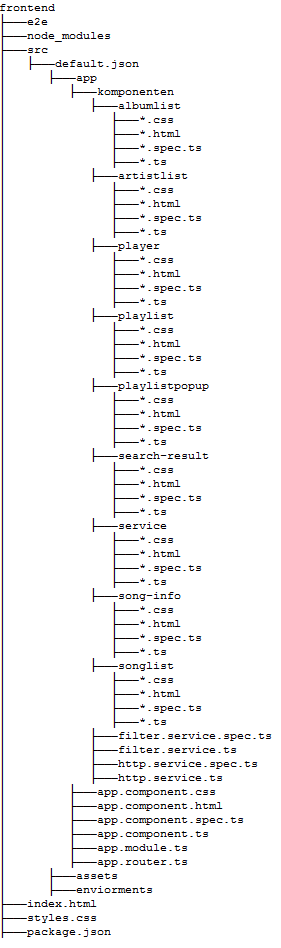 frontend
├──e2e
├──node_modules
├──src
├──default.json
├──app
├──komponenten
├──albumlist
├──*.css
├──*.html
├──*.spec.ts
├──*.ts
├──artistlist
├──*.css
├──*.html
├──*.spec.ts
├──*.ts
├──player
├──*.css
├──*.html
├──*.spec.ts
├──*.ts
├──playlist
├──*.css
├──*.html
├──*.spec.ts
├──*.ts
├──playlistpopup
├──*.css
├──*.html
├──*.spec.ts
├──*.ts
├──search-result
├──*.css
├──*.html
├──*.spec.ts
├──*.ts
├──service
├──*.css
├──*.html
├──*.spec.ts
├──*.ts
├──song-info
├──*.css
├──*.html
├──*.spec.ts
├──*.ts
├──songlist
├──*.css
├──*.html
├──*.spec.ts
├──*.ts
├──filter.service.spec.ts
├──filter.service.ts
├──http.service.spec.ts
├──http.service.ts
├──app.component.css
├──app.component.html
├──app.component.spec.ts
├──app.component.ts
├──app.module.ts
├──app.router.ts
├──assets
├──enviorments
├──index.html
├──styles.css
├──package.json